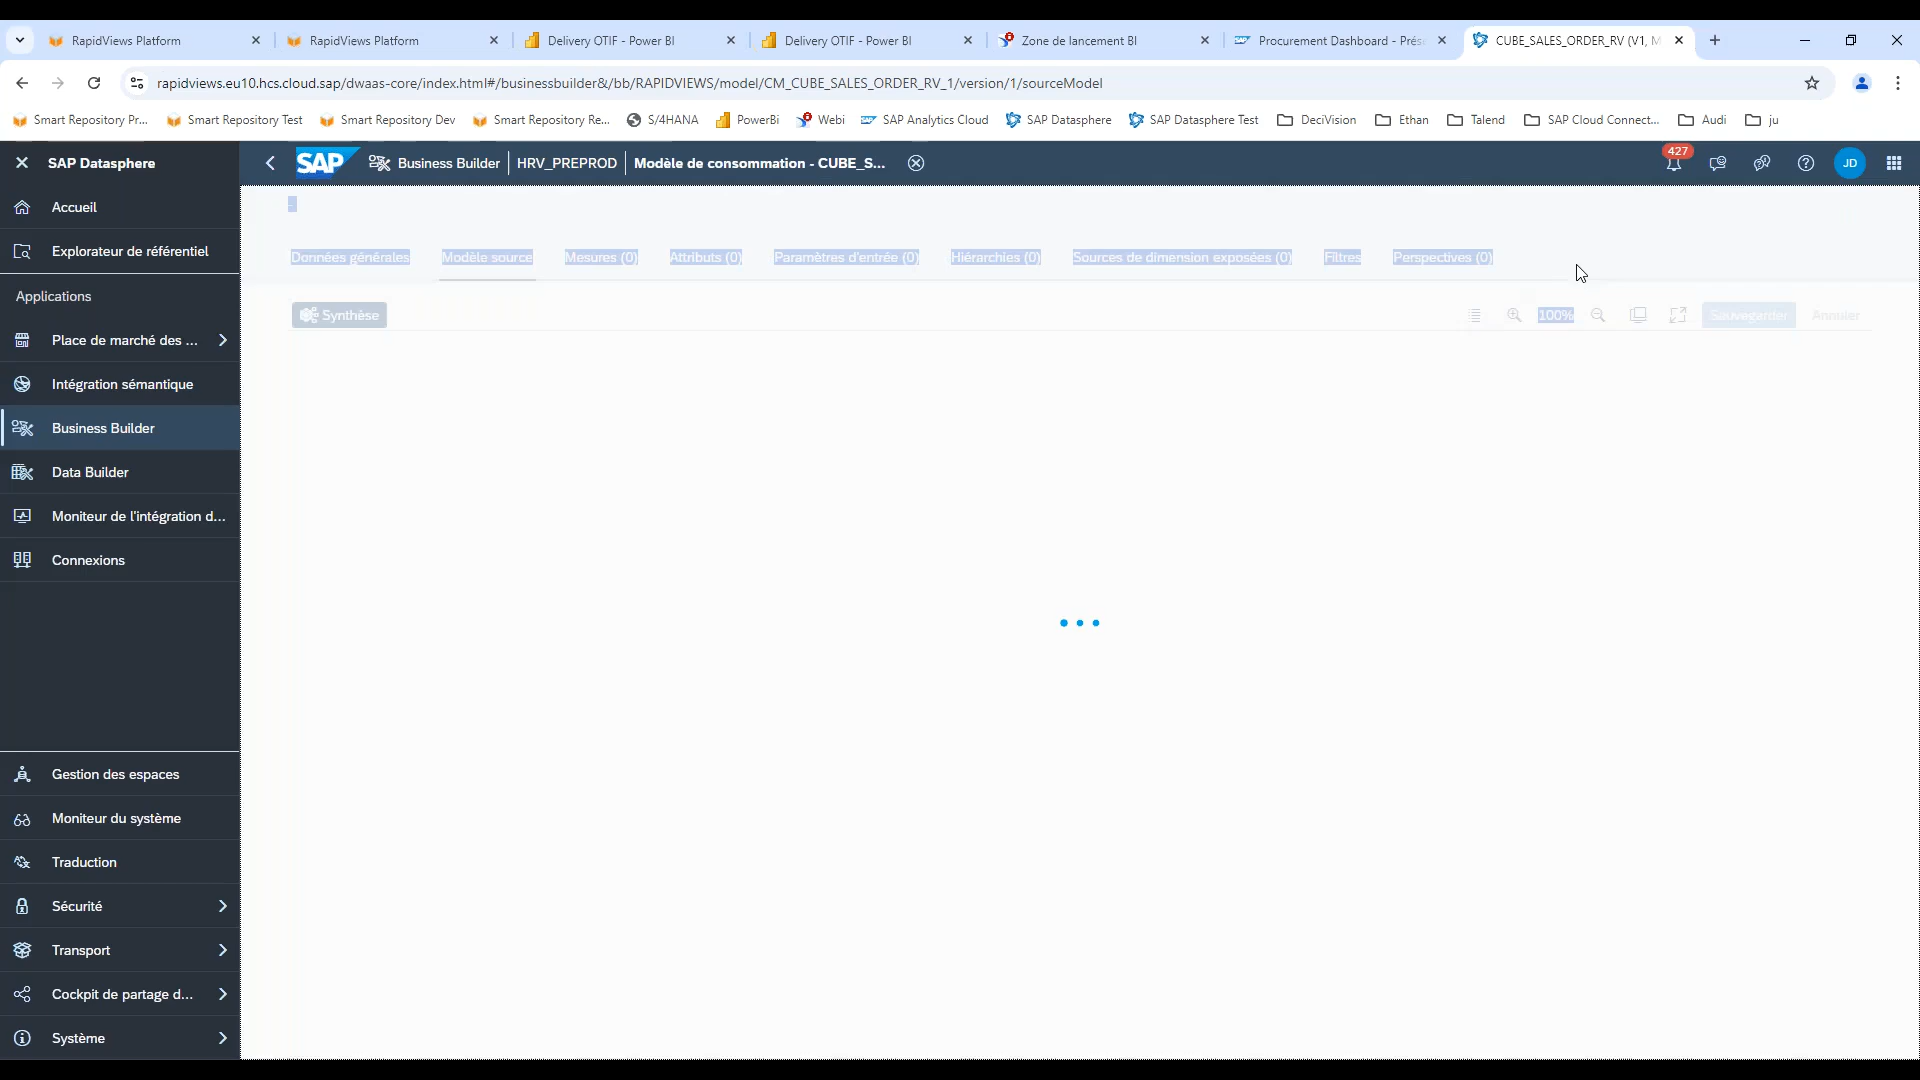 RapidViews Platform
RapidViews Platform
Delivery OTIF - Power BI
Delivery OTIF - Power BI
Zone de lancement BI
Procurement Dashboard - Prés
CUBE_SALES_ORDER_RV (V1, M
rapidviews.eu10.hcs.cloud.sap/dwaas-core/index.html#/businessbuilder&/bb/RAPIDVIEWS/model/CM_CUBE_SALES_ORDER_RV_1/version/1/sourceModel
Smart Repository Pr...
Smart Repository Test
Smart Repository Dev
Smart Repository Re...
S/4HANA
PowerBi
Webi
SAP Analytics Cloud
SAP Datasphere
SAP Datasphere Test
DeciVision
Ethan
Talend
SAP Cloud Connect...
Audi
ju
SAP Datasphere
SAP
Business Builder
HRV_PREPROD
Modèle de consommation - CUBE_S...
427
JD
Accueil
Explorateur de référentiel
Applications
Place de marché des ...
Intégration sémantique
Business Builder
Data Builder
Moniteur de l'intégration d...
Connexions
Gestion des espaces
Moniteur du système
Traduction
Sécurité
Transport
Cockpit de partage d...
Système
Données générales
Modèle source
Mesures (0)
Attributs (0)
Paramètres d'entrée (0)
Hiérarchies (0)
Sources de dimension exposées (0)
Filtres
Perspectives (0)
Synthèse
100%
Sauvegarder
Annuler